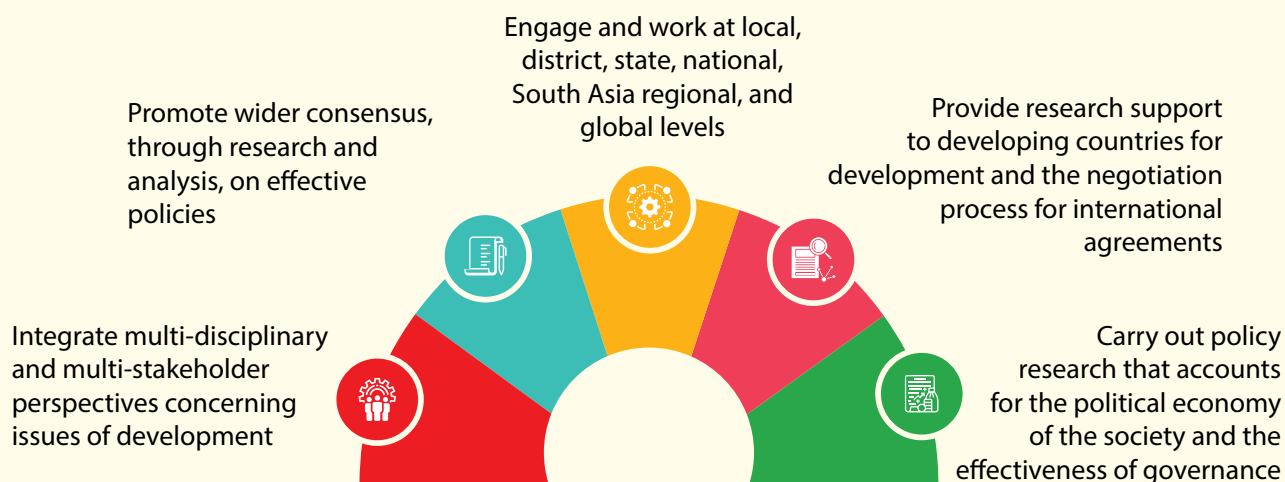 Engage and work at local,
district, state, national,
South Asia regional, and
global levels
Promote wider consensus,
through research and
analysis, on effective
policies
Provide research support
to developing countries for
development and the negotiation
process for international
agreements
Integrate multi-disciplinary
and multi-stakeholder
perspectives concerning
issues of development
Carry out policy
research that accounts
for the political economy
of the society and the
effectiveness of governance